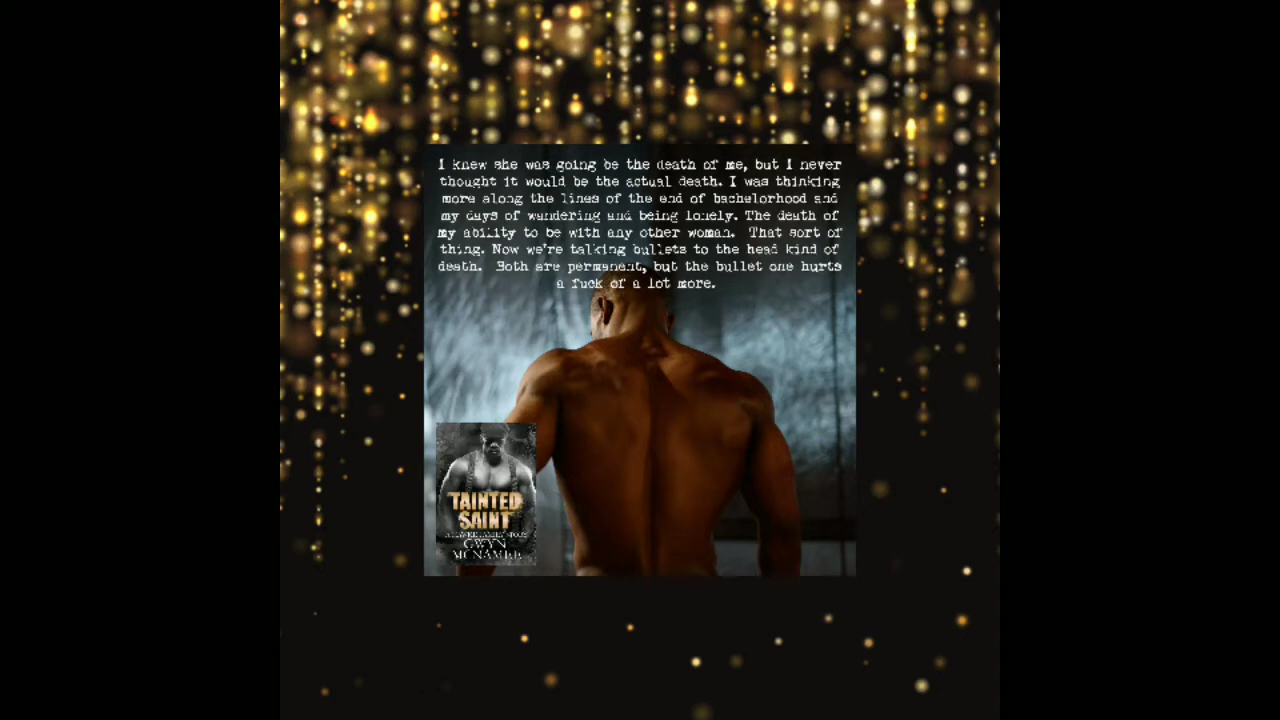 I knew she was going be the death of me, but I never
thought it would be the actual death. I was thinking
more along the lines of the end of bachelorhood and
my days of wandering and being lonely. The death of
my ability to be with any other woman. That sort of
thing. Now we're talking bullets to the head kind of
death. Both are permanent, but the bullet one hurts
a fuck of a lot more.
TAINTED
SAINT
GWYN
MCNAMEE